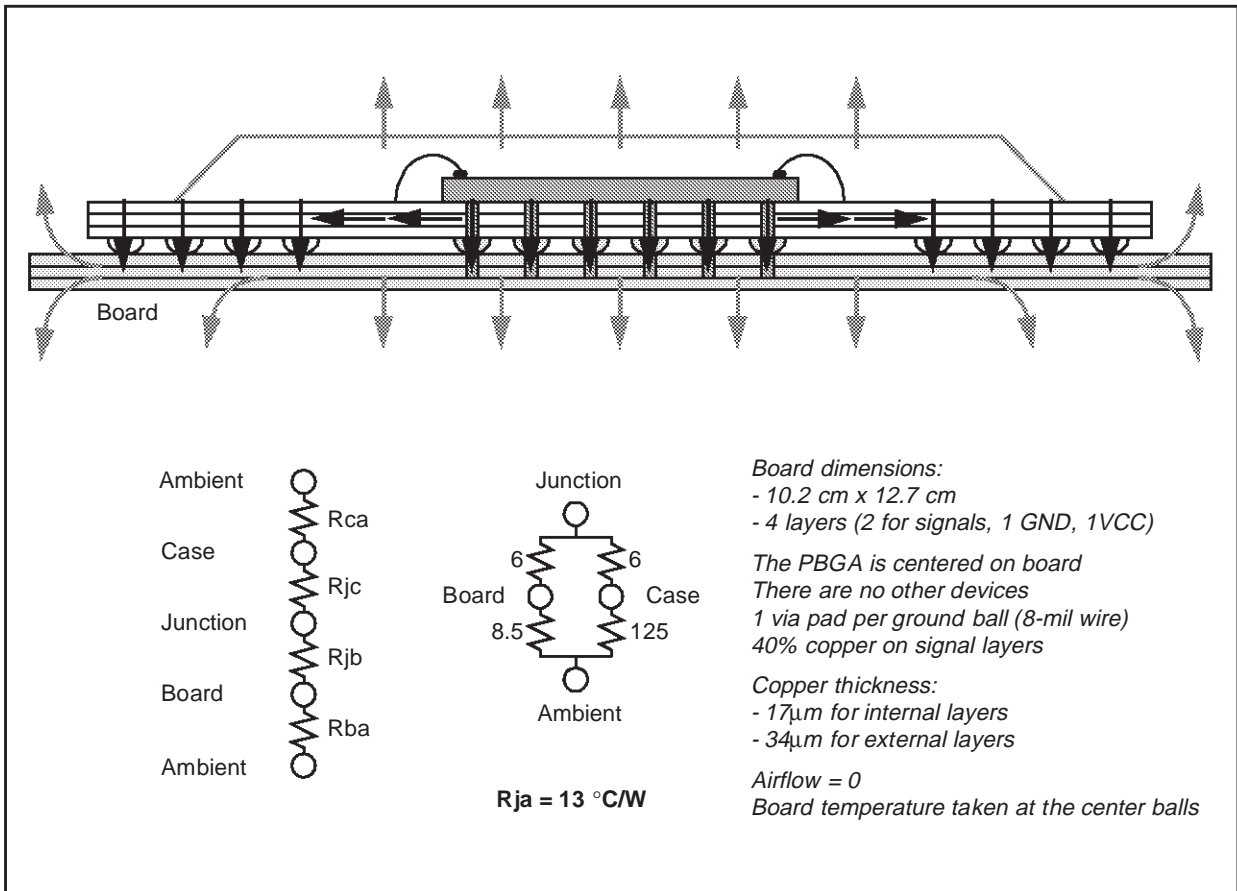 Board
Ambient
Rca
Case
Rjc
Junction
Rjb
Board
Rba
Ambient
Junction
6
6
Board
Case
8.5
125
Ambient
Rja = 13 °C/W
Board dimensions:
- 10.2 cm x 12.7 cm
- 4 layers (2 for signals, 1 GND, 1VCC)
The PBGA is centered on board
There are no other devices
1 via pad per ground ball (8-mil wire)
40% copper on signal layers
Copper thickness:
- 17μm for internal layers
- 34μm for external layers
Airflow = 0
Board temperature taken at the center balls